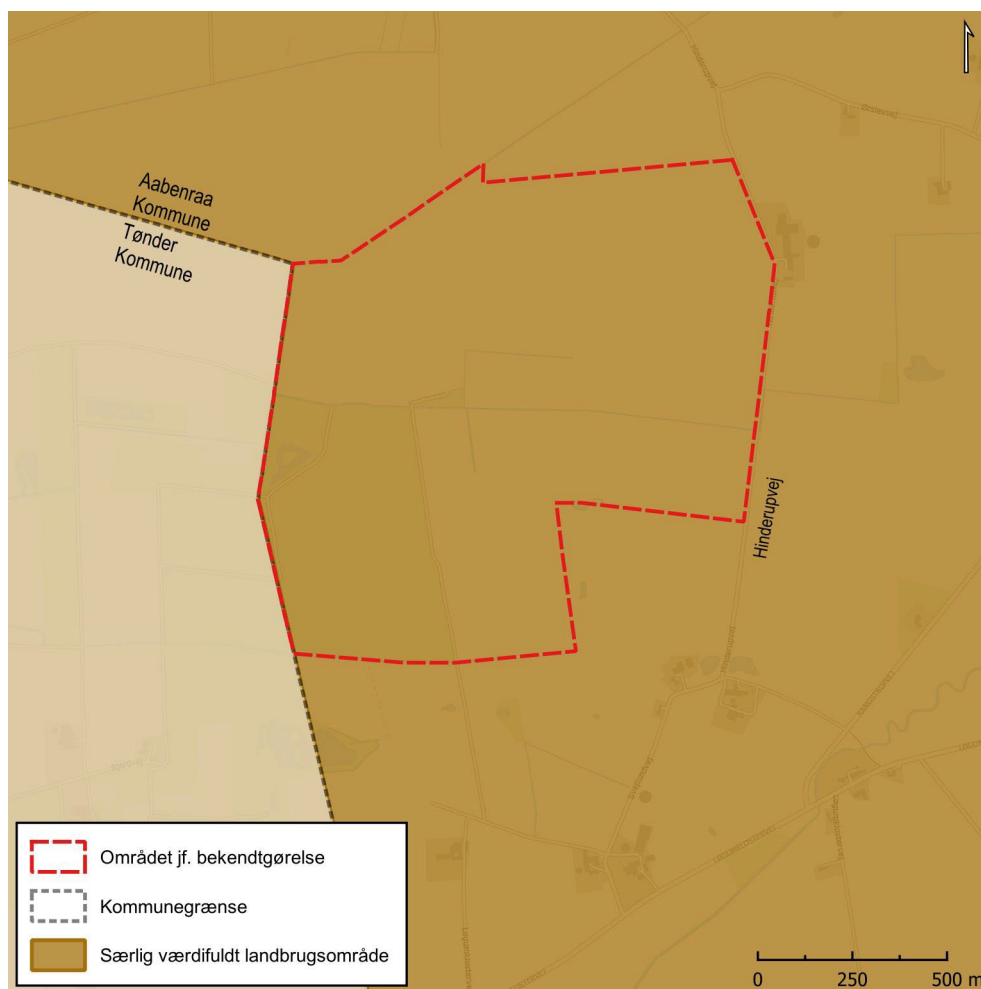 Aabenraa
Kommune
Tønder
Kommune
Hinderupvej
Området jf. bekendtgørelse
Kommunegrænse
Særlig værdifuldt landbrugsområde
0 250 500 m